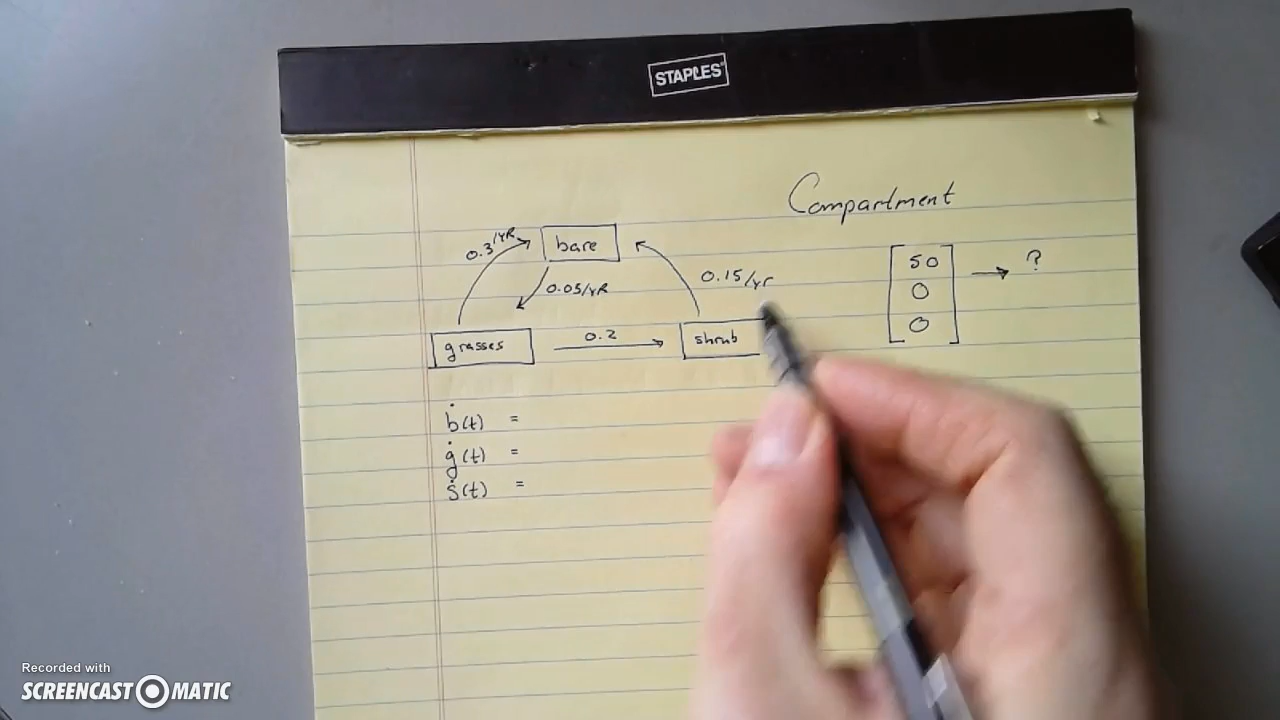 STAPLES
Compartment
0.3/YR
bare
0.05/YR
0.15/yr
grasses
0.2
shrub
50
0
0
?
ḃ(t) =
ġ(t) =
ṡ(t) =
Recorded with
SCREENCAST-O-MATIC